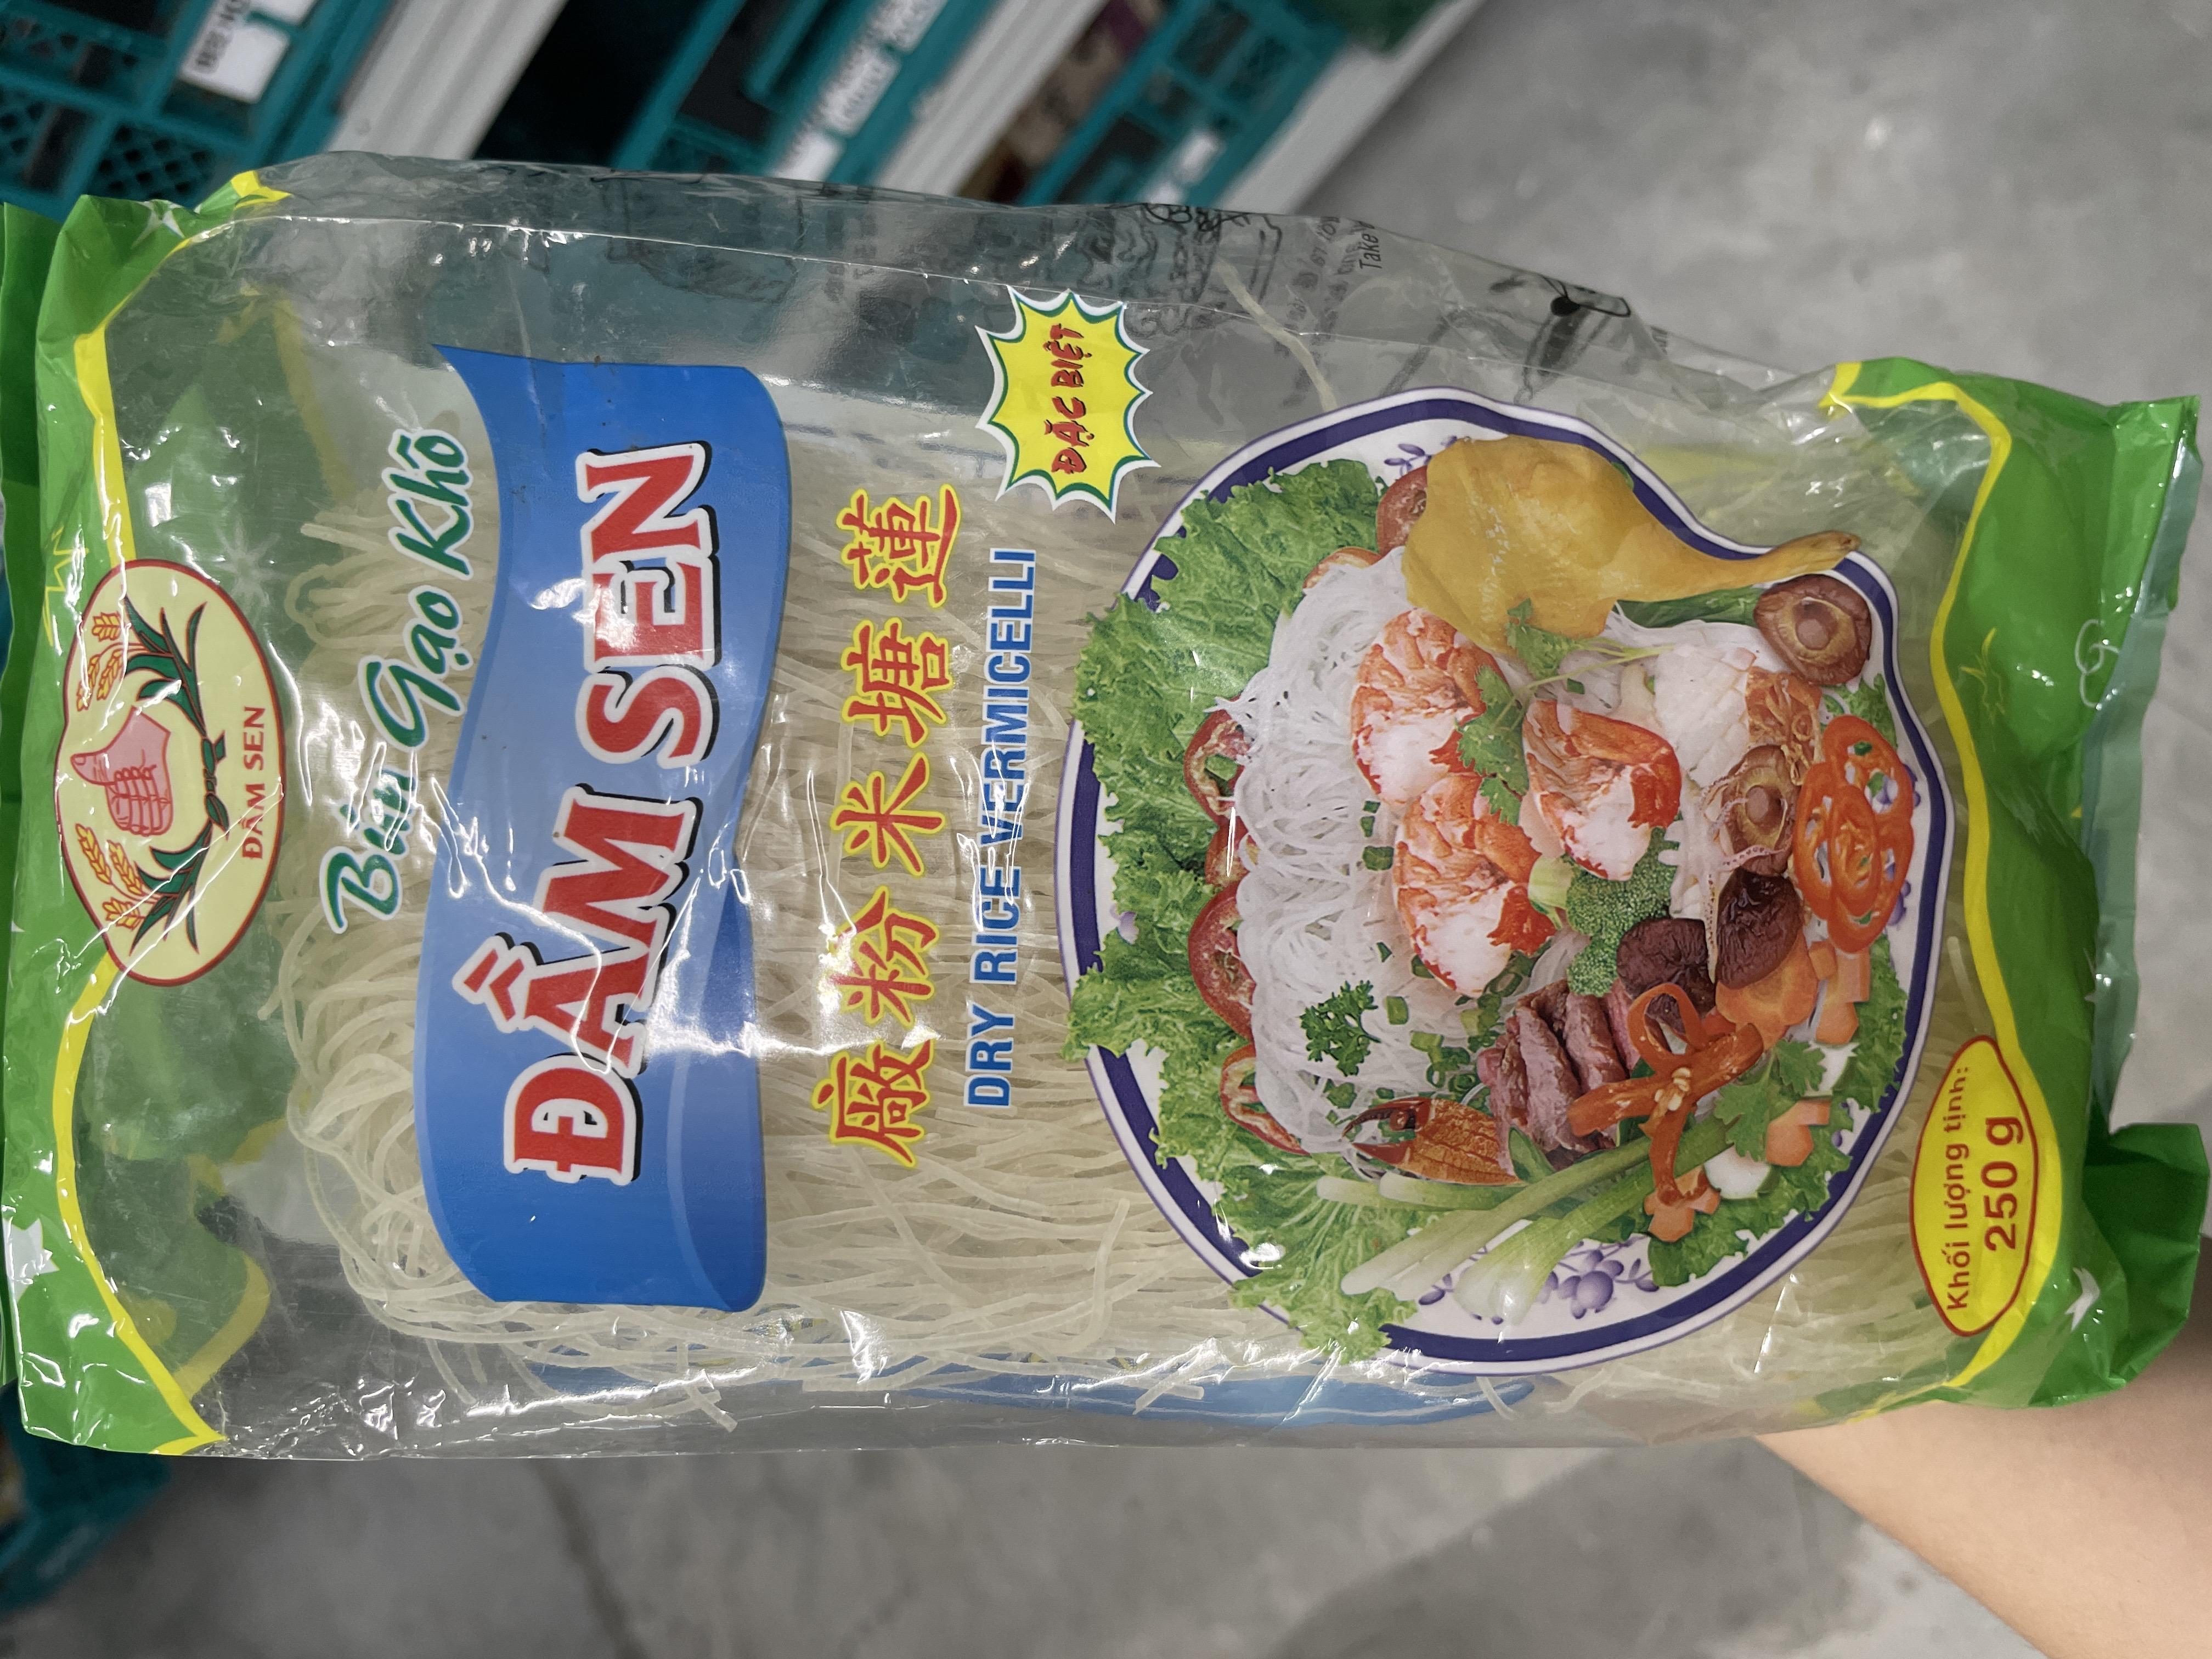 ĐẦM SEN
Bún Gạo Khô
ĐẦM SEN
廠粉米塘蓮
DRY RICE VERMICELLI
ĐẶC BIỆT
Khối lượng tịnh:
250 g
Take